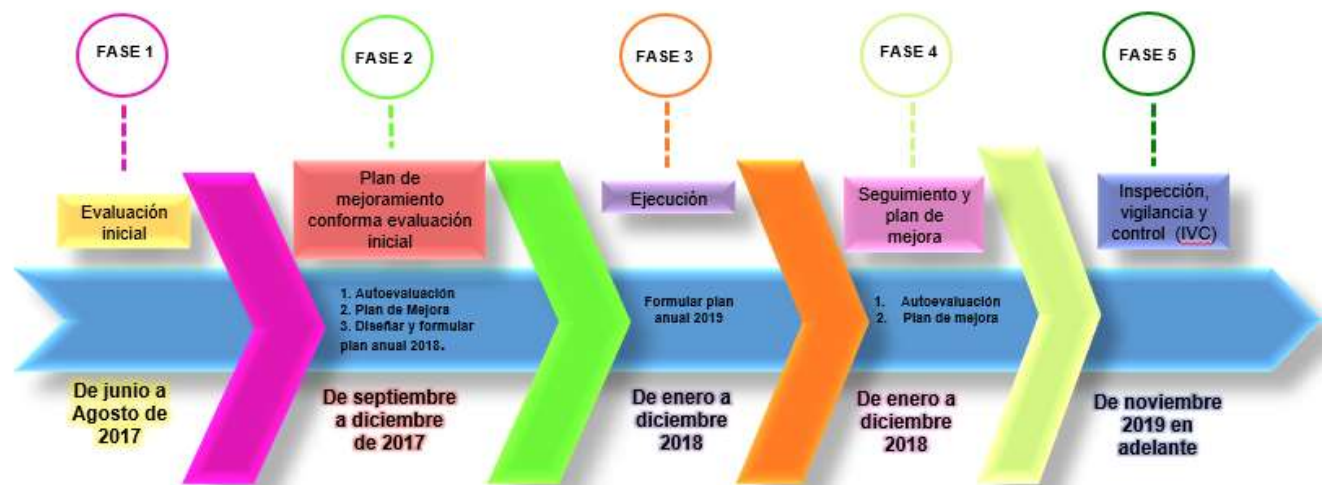 FASE 1
FASE 2
FASE 3
FASE 4
FASE 5
Evaluación
inicial
Plan de
mejoramiento
conforma evaluación
inicial
Ejecución
Seguimiento y
plan de
mejora
Inspección,
vigilancia y
control (IVC)
1. Autoevaluación
2. Plan de Mejora
3. Diseñar y formular
plan anual 2018.
Formular plan
anual 2019
1. Autoevaluación
2. Plan de mejora
De junio a
Agosto de
2017
De septiembre
a diciembre
de 2017
De enero a
diciembre
2018
De enero a
diciembre
2018
De noviembre
2019 en
adelante